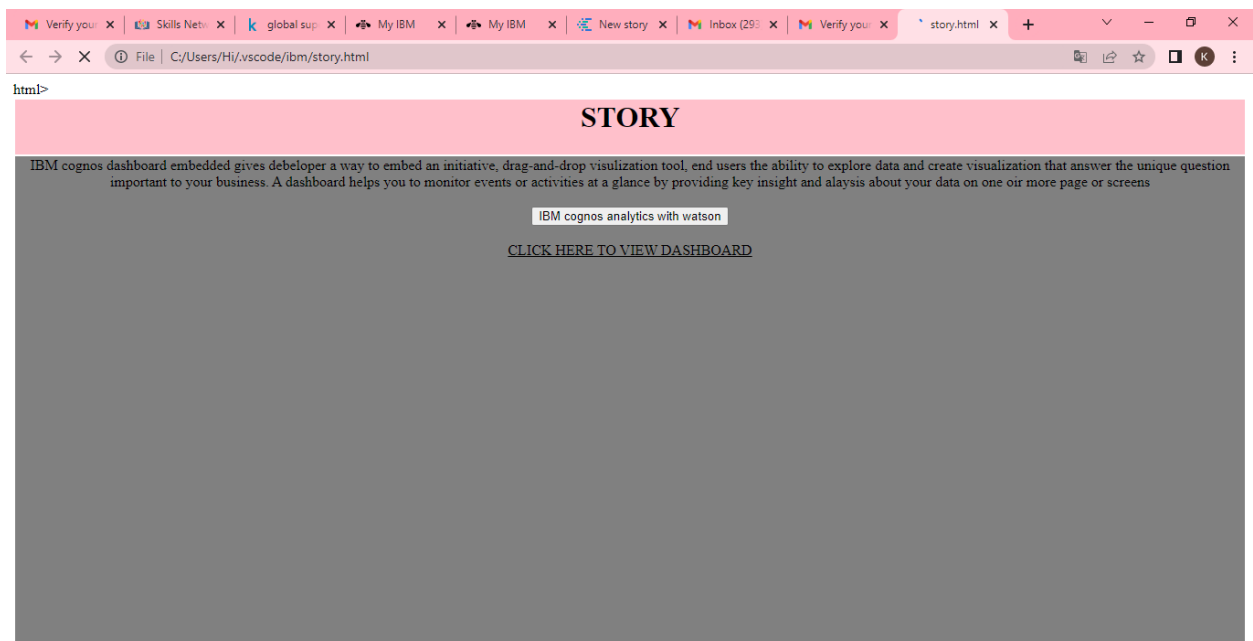 Verify your Skills Netw global sup My IBM My IBM New story Inbox (293 Verify your story.html
File C:/Users/Hi/.vscode/ibm/story.html K
html>
STORY
IBM cognos dashboard embedded gives debeloper a way to embed an initiative, drag-and-drop visulization tool, end users the ability to explore data and create visualization that answer the unique question
important to your business. A dashboard helps you to monitor events or activities at a glance by providing key insight and alaysis about your data on one oir more page or screens
IBM cognos analytics with watson
CLICK HERE TO VIEW DASHBOARD